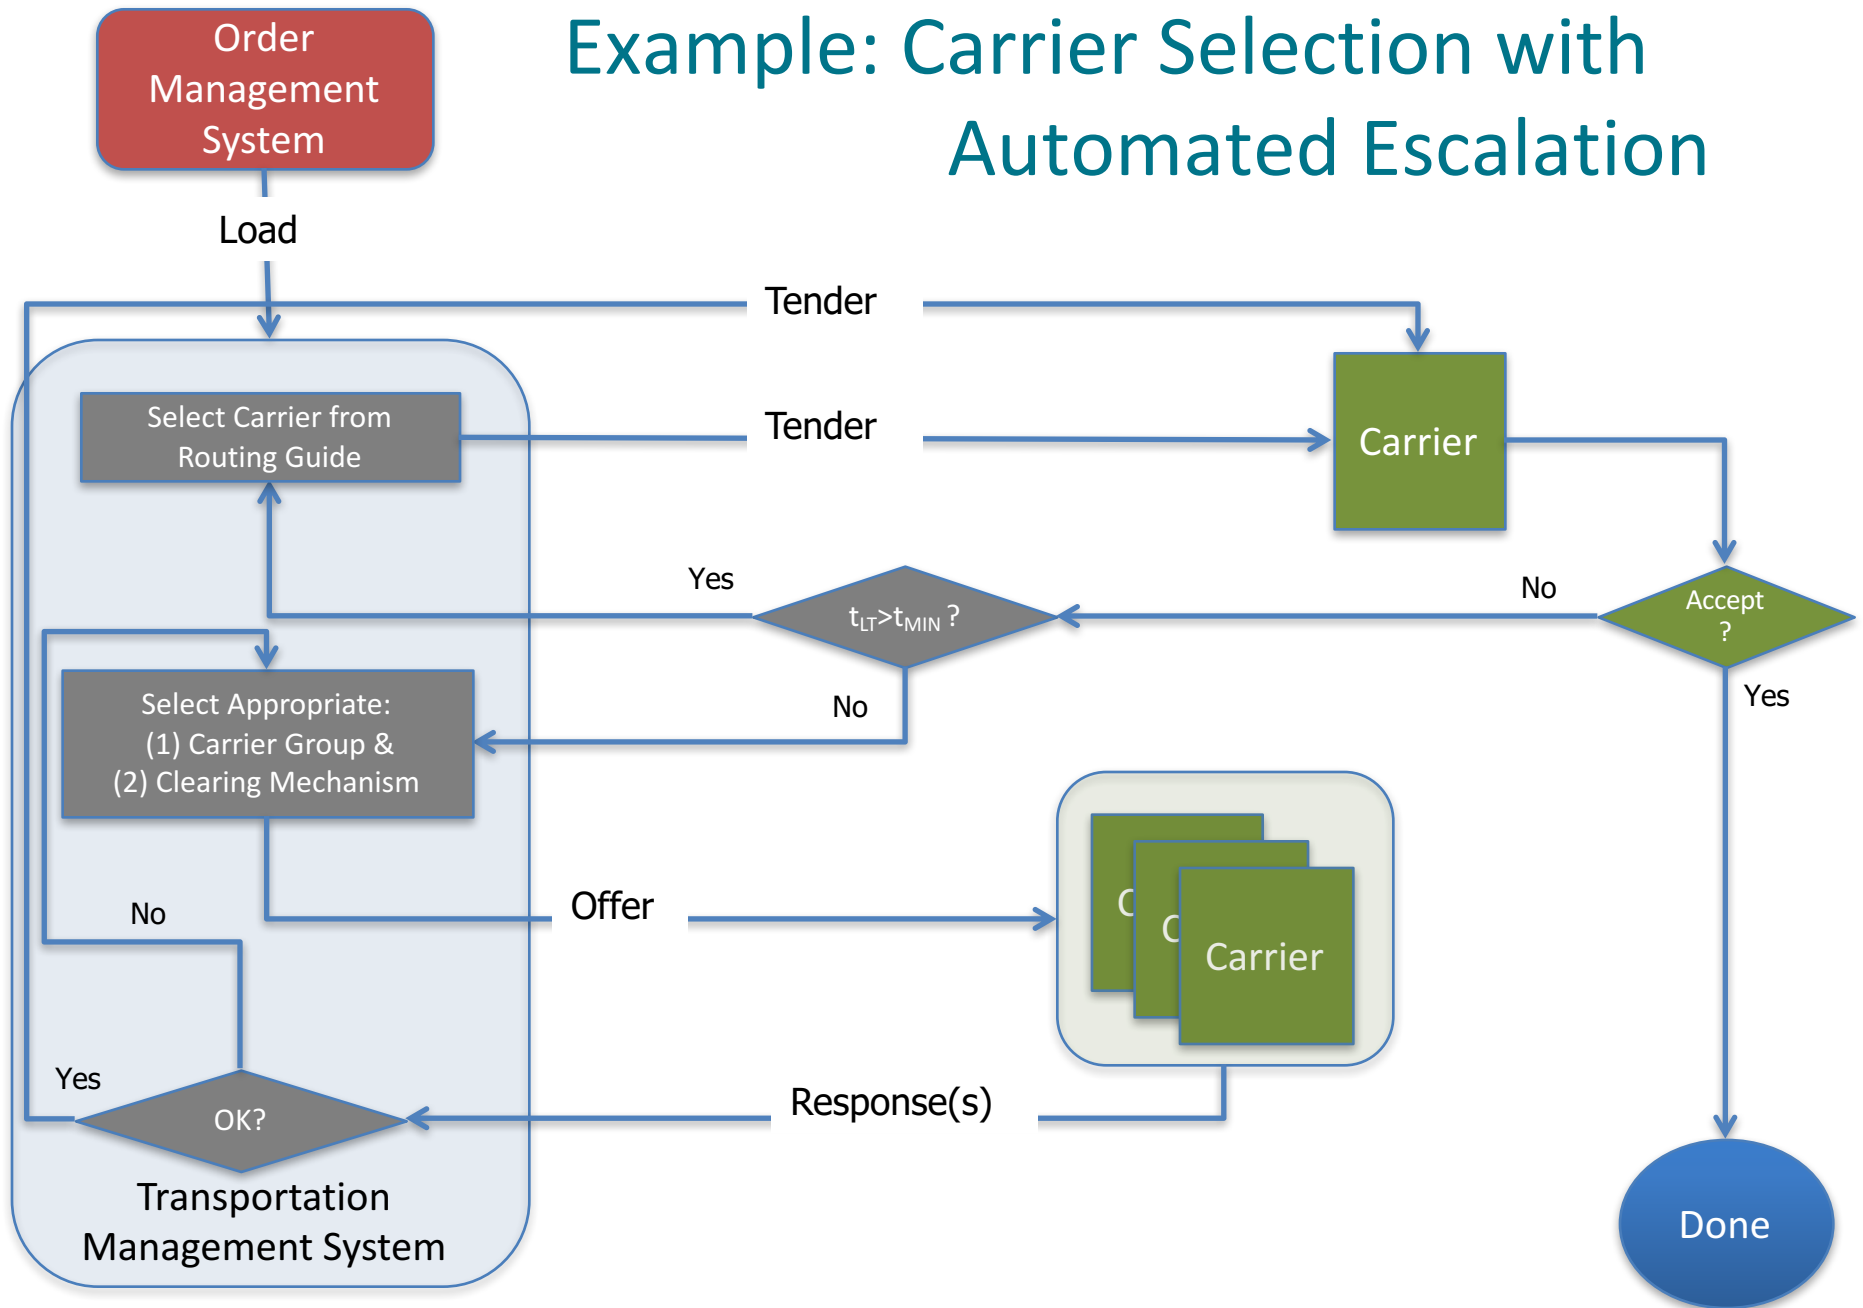 Order
Management
System
Example: Carrier Selection with
Automated Escalation
Load
Tender
Select Carrier from
Routing Guide
Tender
Carrier
Yes
t_LT>t_MIN ?
No
Accept
?
Select Appropriate:
(1) Carrier Group &
(2) Clearing Mechanism
No
Yes
No
Offer
C
C
Carrier
Yes
OK?
Response(s)
Transportation
Management System
Done